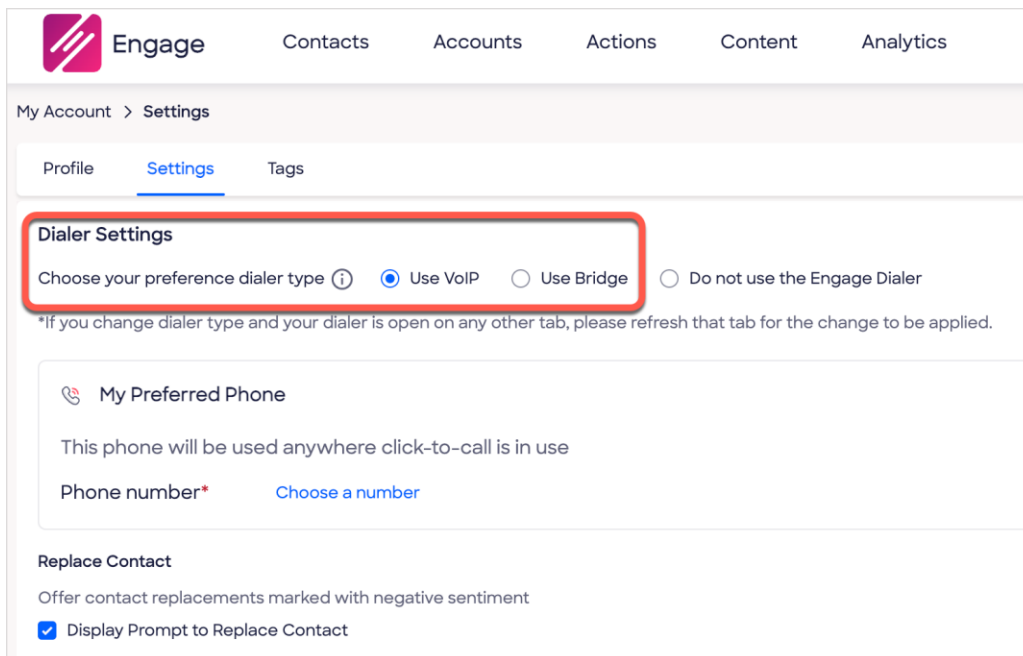 Engage Contacts Accounts Actions Content Analytics
My Account > Settings
Profile Settings Tags
Dialer Settings
Choose your preference dialer type Use VoIP Use Bridge Do not use the Engage Dialer
*If you change dialer type and your dialer is open on any other tab, please refresh that tab for the change to be applied.
My Preferred Phone
This phone will be used anywhere click-to-call is in use
Phone number* Choose a number
Replace Contact
Offer contact replacements marked with negative sentiment
Display Prompt to Replace Contact